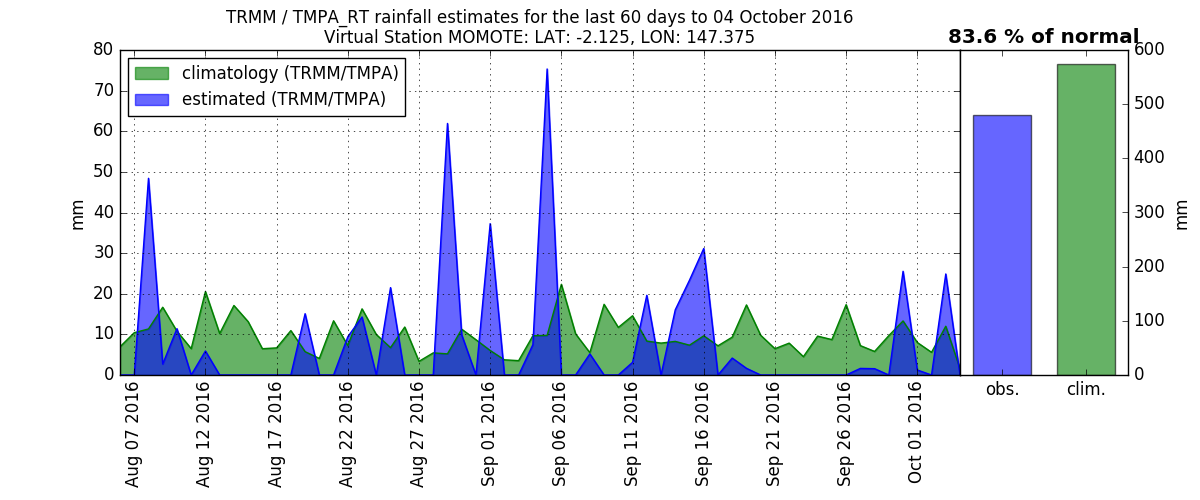 TRMM / TMPA_RT rainfall estimates for the last 60 days to 04 October 2016
Virtual Station MOMOTE: LAT: -2.125, LON: 147.375
83.6 % of normal
climatology (TRMM/TMPA)
estimated (TRMM/TMPA)
mm
80
70
60
50
40
30
20
10
0
Aug 07 2016
Aug 12 2016
Aug 17 2016
Aug 22 2016
Aug 27 2016
Sep 01 2016
Sep 06 2016
Sep 11 2016
Sep 16 2016
Sep 21 2016
Sep 26 2016
Oct 01 2016
obs.
clim.
600
500
400
300
200
100
0
mm